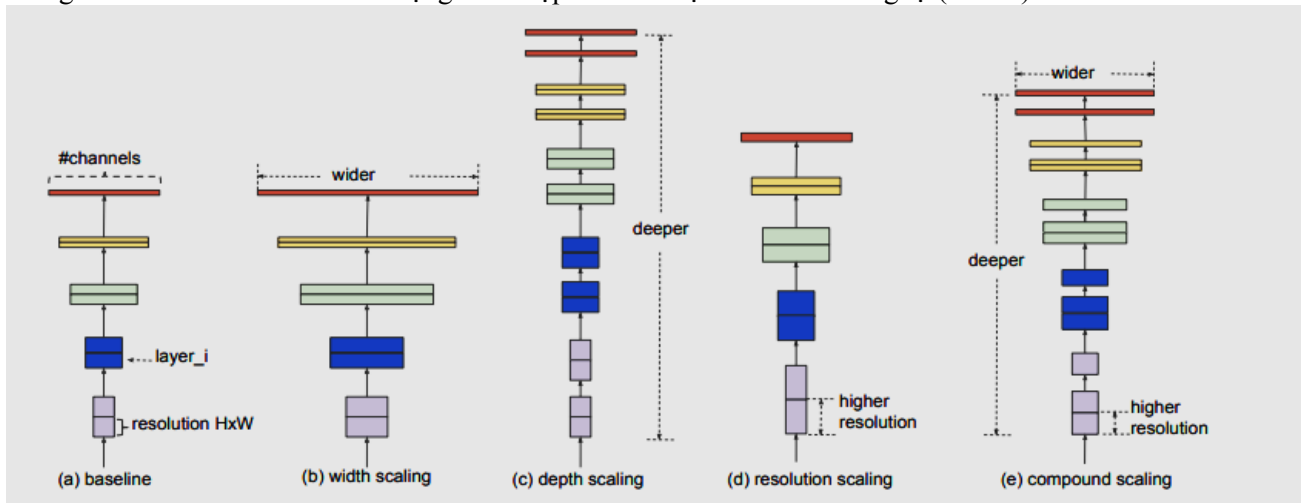 #channels
layer_i
resolution HxW
(a) baseline
wider
(b) width scaling
deeper
(c) depth scaling
higher
resolution
(d) resolution scaling
wider
deeper
higher
resolution
(e) compound scaling